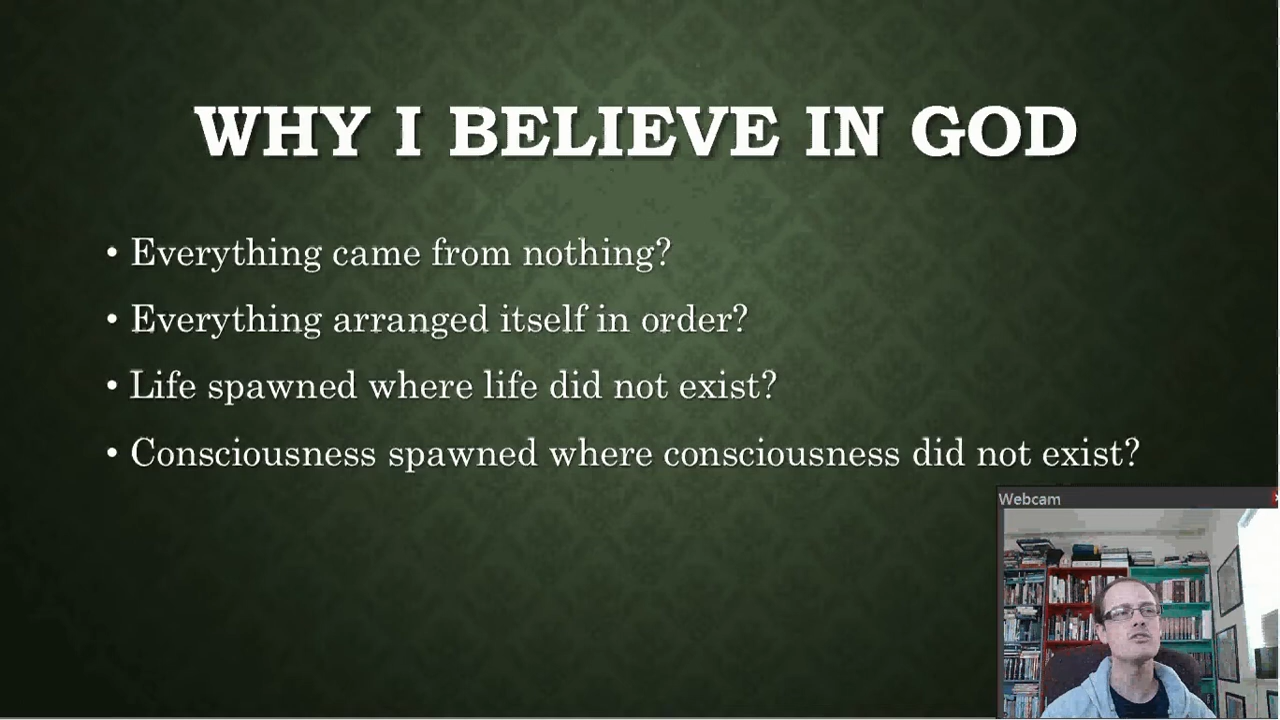 WHY I BELIEVE IN GOD
• Everything came from nothing?
• Everything arranged itself in order?
• Life spawned where life did not exist?
• Consciousness spawned where consciousness did not exist?
Webcam